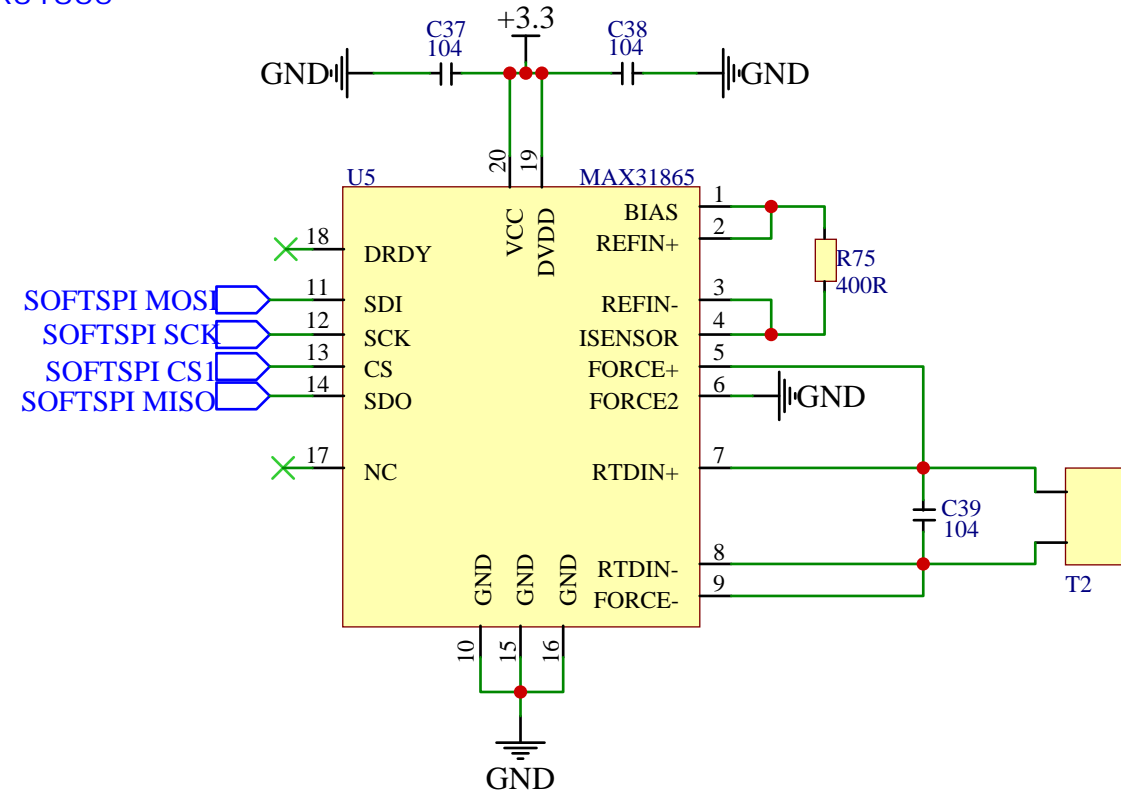 +3.3
C37
104
C38
104
GND
GND
20
19
U5
MAX31865
VCC
DVDD
1
BIAS
2
REFIN+
18
DRDY
R75
400R
SOFTSPI MOSI
11
SDI
3
REFIN-
SOFTSPI SCK
12
SCK
4
ISENSOR
SOFTSPI CS1
13
CS
5
FORCE+
SOFTSPI MISO
14
SDO
6
FORCE2
GND
17
NC
7
RTDIN+
C39
104
8
RTDIN-
9
FORCE-
T2
GND
GND
GND
10
15
16
GND